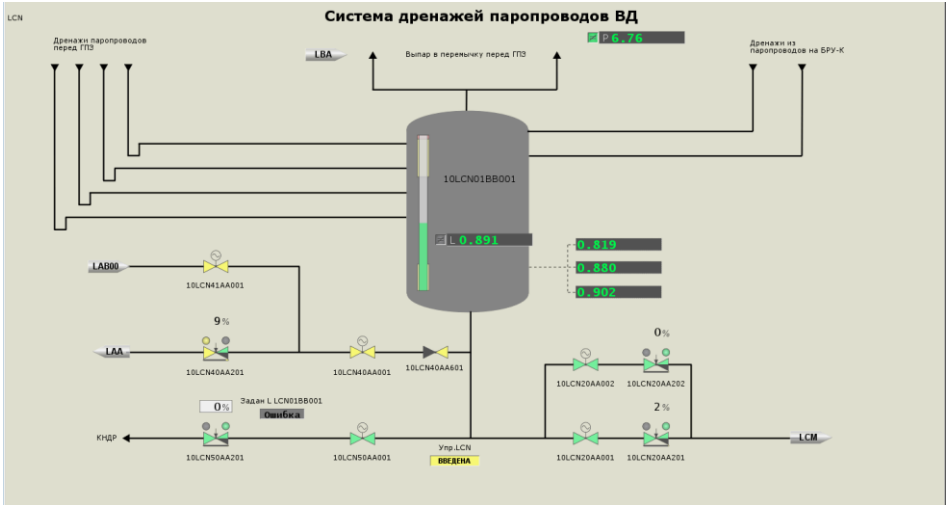 LCN
Система дренажей паропроводов ВД
P 6.76
Дренажи паропроводов
перед ГПЗ
LBA
Выпар в перемычку перед ГПЗ
Дренажи из
паропроводов на БРУ-К
10LCN01BB001
L 0.891
0.819
0.880
0.902
LAB00
10LCN41AA001
9%
LAA
10LCN40AA201
10LCN40AA001
10LCN40AA601
0%
10LCN20AA002
10LCN20AA202
0%
Задан L LCN01BB001
Ошибка
2%
КНДР
Упр.LCN
LCM
10LCN50AA201
10LCN50AA001
ВВЕДЕНА
10LCN20AA001
10LCN20AA201